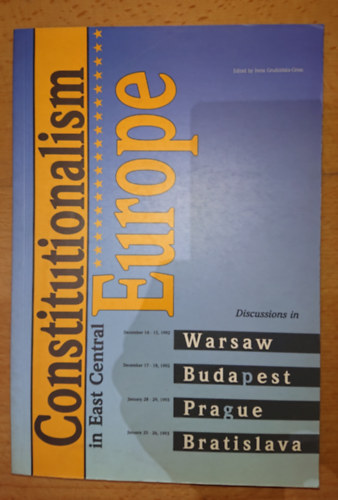 Constitutionalism
in East Central
Europe
Discussions in
Warsaw
Budapest
Prague
Bratislava